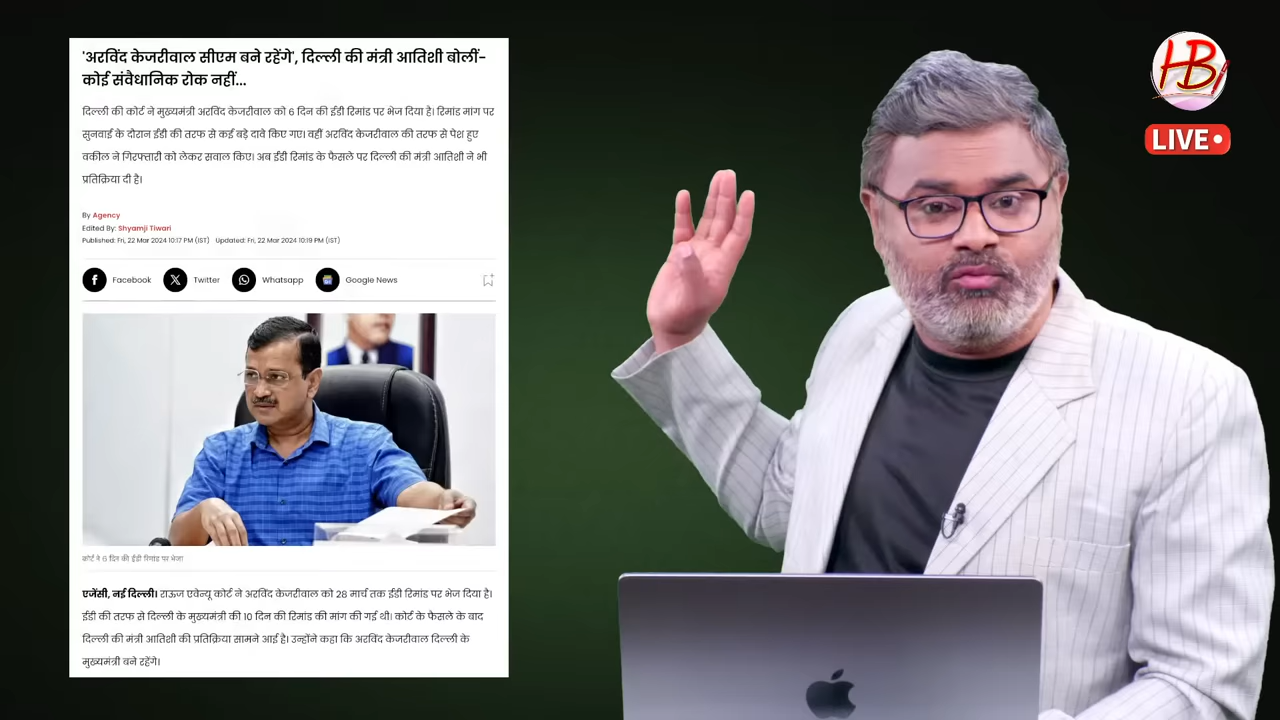 'अरविंद केजरीवाल सीएम बने रहेंगे', दिल्ली की मंत्री आतिशी बोलीं-
कोई संवैधानिक रोक नहीं...
दिल्ली की कोर्ट ने मुख्यमंत्री अरविंद केजरीवाल को 6 दिन की ईडी रिमांड पर भेज दिया है। रिमांड मांग पर
सुनवाई के दौरान ईडी की तरफ से कई बड़े दावे किए गए। वहीं अरविंद केजरीवाल की तरफ से पेश हुए
वकील ने गिरफ्तारी को लेकर सवाल किए। अब ईडी रिमांड के फैसले पर दिल्ली की मंत्री आतिशी ने भी
प्रतिक्रिया दी है।
By Agency
Edited By: Shyamji Tiwari
Published: Fri, 22 Mar 2024 10:17 PM (IST) Updated: Fri, 22 Mar 2024 10:19 PM (IST)
Facebook Twitter Whatsapp Google News
कोर्ट ने 6 दिन की ईडी रिमांड पर भेजा
एजेंसी, नई दिल्ली। राऊज एवेन्यू कोर्ट ने अरविंद केजरीवाल को 28 मार्च तक ईडी रिमांड पर भेज दिया है।
ईडी की तरफ से दिल्ली के मुख्यमंत्री की 10 दिन की रिमांड की मांग की गई थी। कोर्ट के फैसले के बाद
दिल्ली की मंत्री आतिशी की प्रतिक्रिया सामने आई है। उन्होंने कहा कि अरविंद केजरीवाल दिल्ली के
मुख्यमंत्री बने रहेंगे।
HB
LIVE